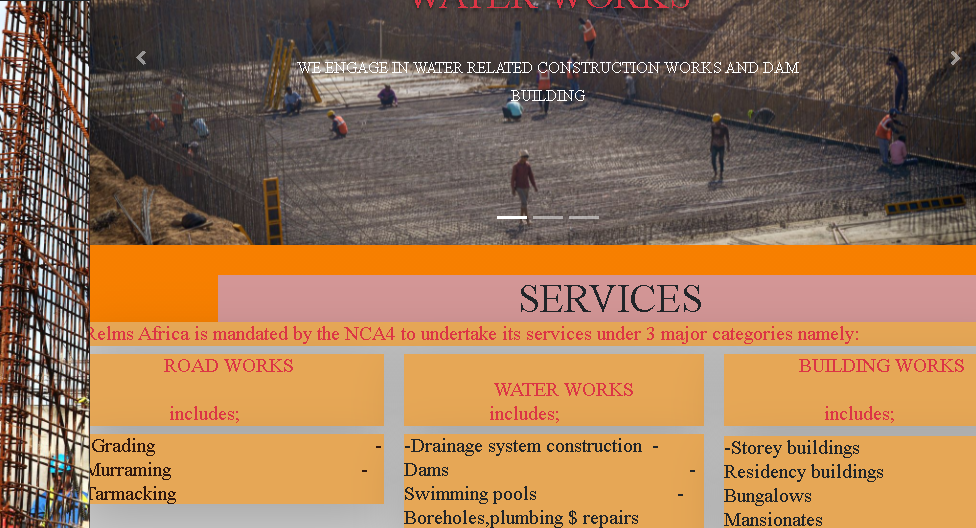 WATER WORKS
WE ENGAGE IN WATER RELATED CONSTRUCTION WORKS AND DAM
BUILDING
SERVICES
Relms Africa is mandated by the NCA4 to undertake its services under 3 major categories namely:
ROAD WORKS
includes;
Grading -
Murraming -
Tarmacking
WATER WORKS
includes;
-Drainage system construction -
Dams -
Swimming pools -
Boreholes,plumbing $ repairs
BUILDING WORKS
includes;
-Storey buildings
Residency buildings
Bungalows
Mansionates